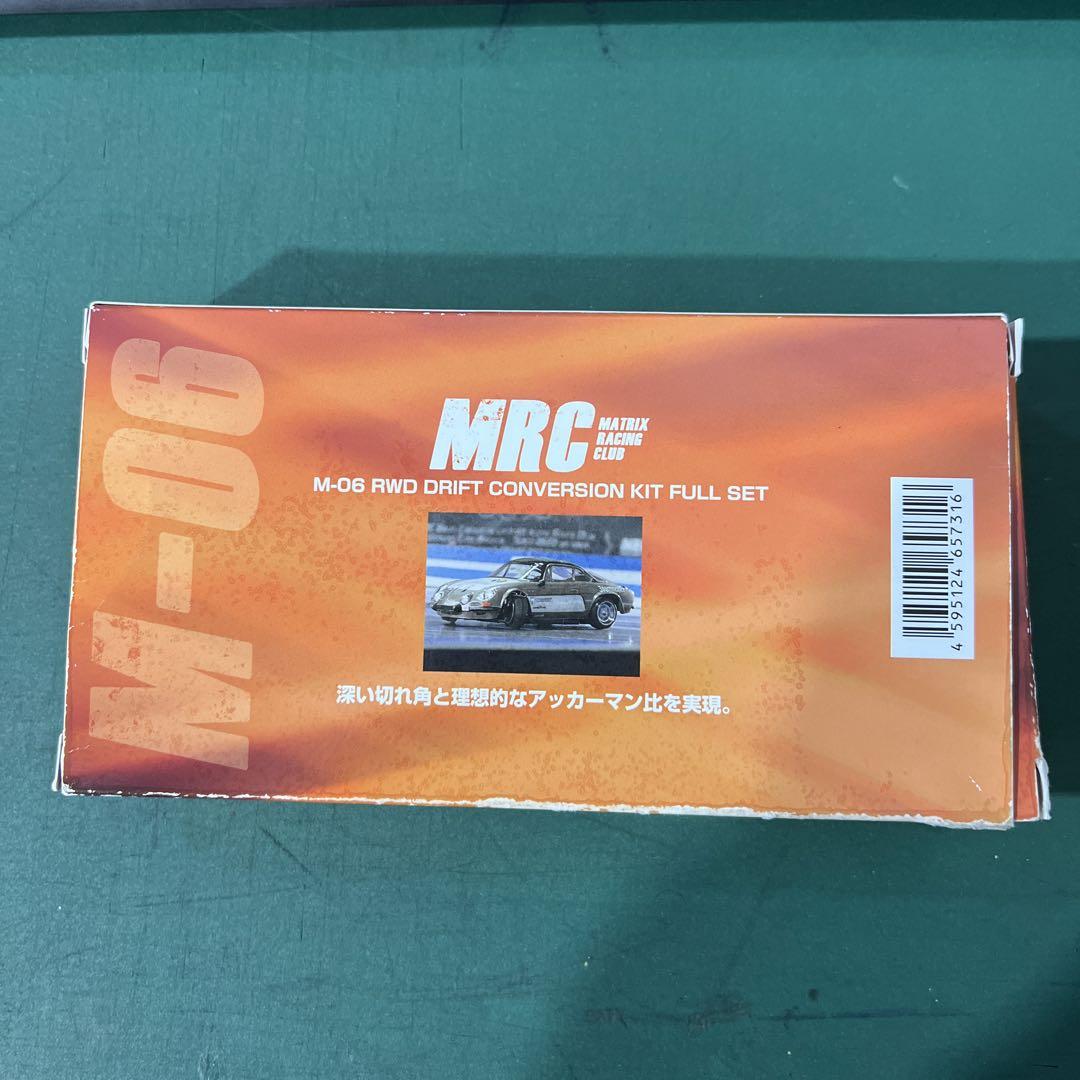 M-06
MRC
MATRIX
RACING
CLUB
M-06 RWD DRIFT CONVERSION KIT FULL SET
深い切れ角と理想的なアッカーマン比を実現。
4 595124 657316